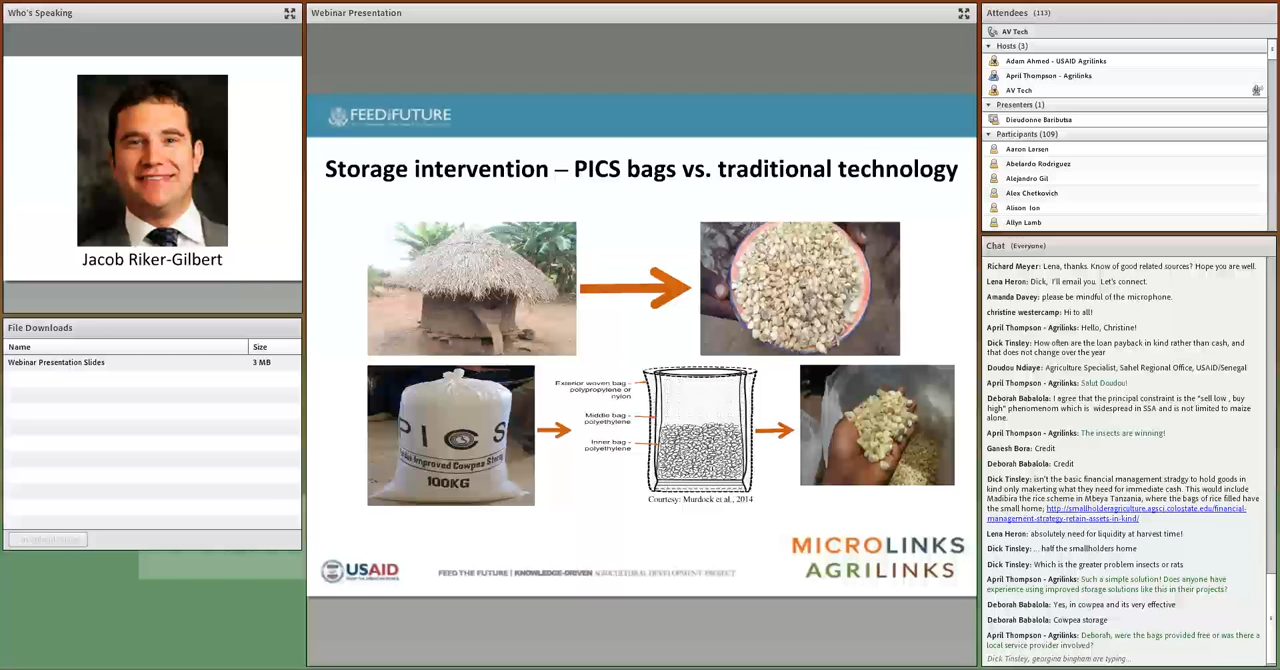 Who's Speaking
Jacob Riker-Gilbert
File Downloads
Name Size
Webinar Presentation Slides 3 MB
Webinar Presentation
FEED THE FUTURE
Storage intervention – PICS bags vs. traditional technology
PICS
Improved Cowpea Storage
100KG
Exterior woven bag -
polypropylene or
nylon
Middle bag -
polyethylene
Inner bag -
polyethylene
Courtesy: Murdock et al., 2014
USAID
FEED THE FUTURE | KNOWLEDGE-DRIVEN AGRICULTURAL DEVELOPMENT PROJECT
MICROLINKS
AGRILINKS
Attendees (113)
AV Tech
Hosts (3)
Adam Ahmed - USAID Agrilinks
April Thompson - Agrilinks
AV Tech
Presenters (1)
Dieudonne Baributsa
Participants (109)
Aaron Larsen
Abelardo Rodriguez
Alejandro Gil
Alex Chetkovich
Alison Ion
Allyn Lamb
Chat (Everyone)
Richard Meyer: Lena, thanks. Know of good related sources? Hope you are well.
Lena Heron: Dick, I'll email you. Let's connect.
Amanda Davey: please be mindful of the microphone.
christine westercamp: Hi to all!
April Thompson - Agrilinks: Hello, Christine!
Dick Tinsley: How often are the loan payback in kind rather than cash, and
that does not change over the year
Doudou Ndiaye: Agriculture Specialist, Sahel Regional Office, USAID/Senegal
April Thompson - Agrilinks: Salut Doudou!
Deborah Babalola: I agree that the principal constraint is the "sell low , buy
high" phenomenom which is widespread in SSA and is not limited to maize
alone.
April Thompson - Agrilinks: The insects are winning!
Ganesh Bora: Credit
Deborah Babalola: Credit
Dick Tinsley: isn't the basic financial management stradgy to hold goods in
kind only makerting what they need for immediate cash. This would include
Madibira the rice scheme in Mbeya Tanzania, where the bags of rice filled have
the small home; http://smallholderagriculture.agsci.colostate.edu/financial-
management-strategy-retain-assets-in-kind/
Lena Heron: absolutely need for liquidity at harvest time!
Dick Tinsley: ... half the smallholders home
Dick Tinsley: Which is the greater problem insects or rats
April Thompson - Agrilinks: Such a simple solution! Does anyone have
experience using improved storage solutions like this in their projects?
Deborah Babalola: Yes, in cowpea and its very effective
Deborah Babalola: Cowpea storage
April Thompson - Agrilinks: Deborah, were the bags provided free or was there a
local service provider involved?
Dick Tinsley, georgina bingham are typing...